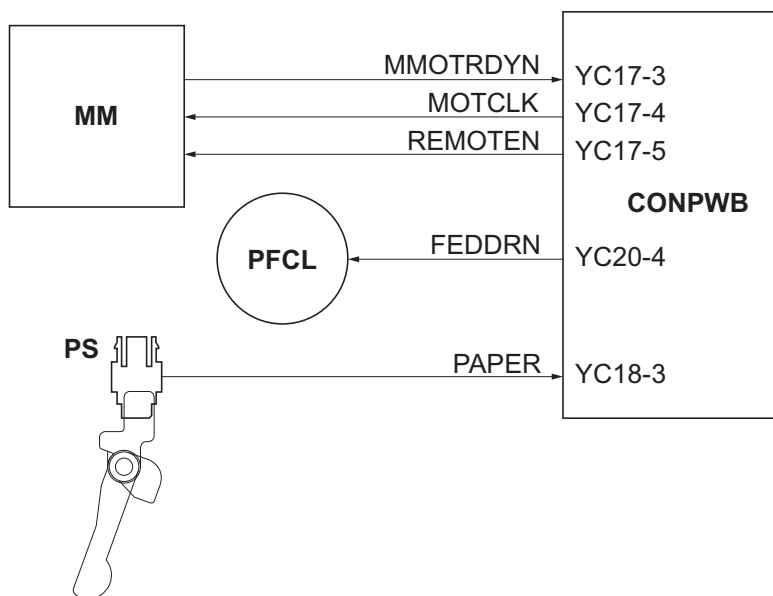 MM
MMOTRDYN YC17-3
MOTCLK YC17-4
REMOTEN YC17-5
CONPWB
PFCL
FEDDRN YC20-4
PS
PAPER YC18-3